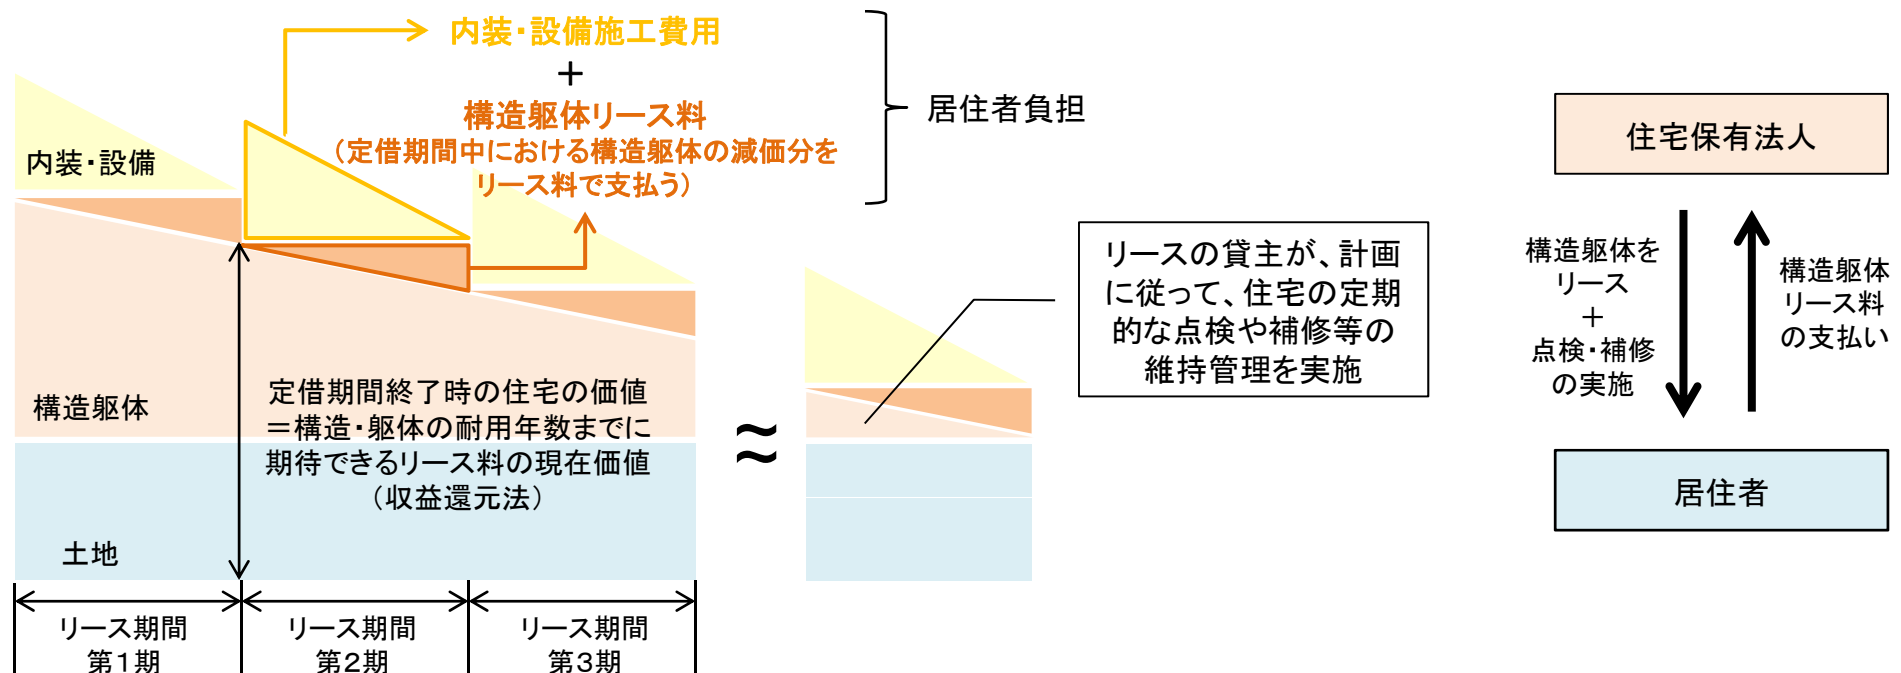 内装・設備施工費用
＋
構造躯体リース料
（定借期間中における構造躯体の減価分を
リース料で支払う）
居住者負担
内装・設備
構造躯体
土地
定借期間終了時の住宅の価値
＝構造・躯体の耐用年数までに
期待できるリース料の現在価値
（収益還元法）
リース期間
第１期
リース期間
第２期
リース期間
第３期
≈
リースの貸主が、計画
に従って、住宅の定期
的な点検や補修等の
維持管理を実施
住宅保有法人
構造躯体を
リース
＋
点検・補修
の実施
構造躯体
リース料
の支払い
居住者